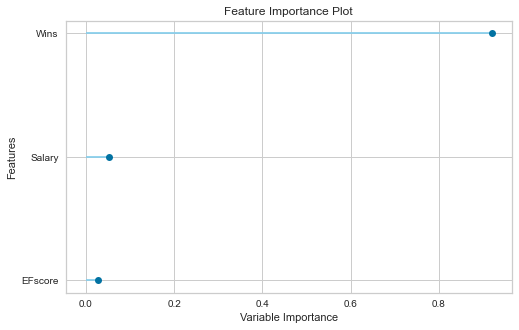 Feature Importance Plot
Wins
Salary
EFscore
Features
0.0 0.2 0.4 0.6 0.8
Variable Importance